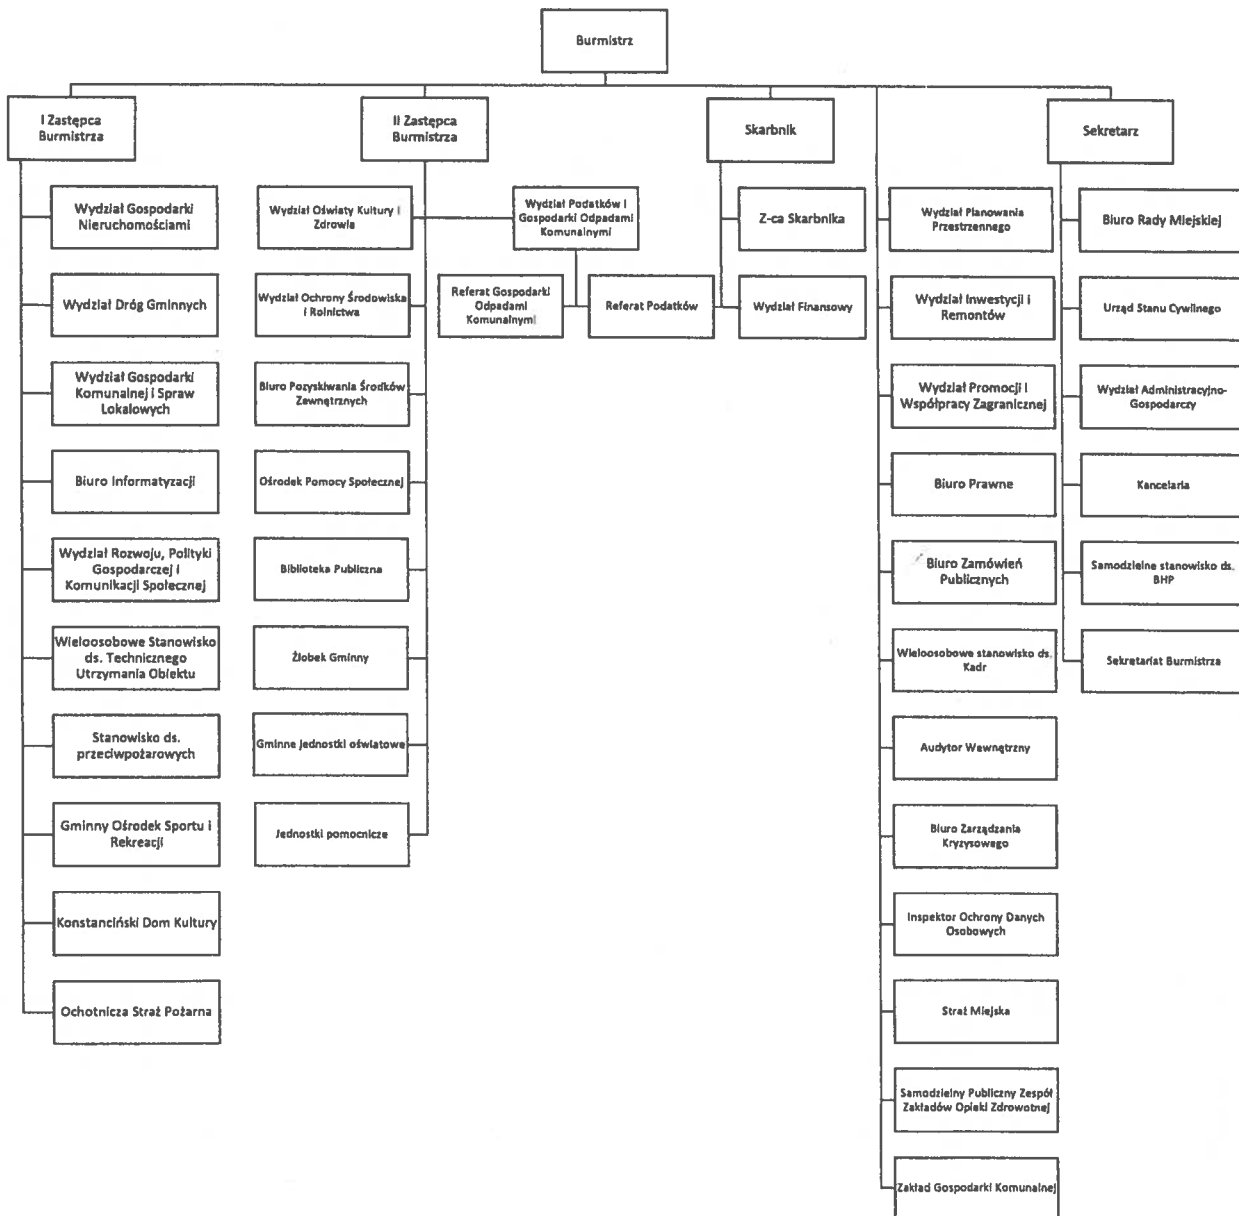 Burmistrz
I Zastępca
Burmistrza
II Zastępca
Burmistrza
Skarbnik
Sekretarz
Wydział Gospodarki
Nieruchomościami
Wydział Dróg Gminnych
Wydział Gospodarki
Komunalnej i Spraw
Lokalowych
Biuro Informatyzacji
Wydział Rozwoju, Polityki
Gospodarczej i
Komunikacji Społecznej
Wieloosobowe Stanowisko
ds. Technicznego
Utrzymania Obiektu
Stanowisko ds.
przeciwpożarowych
Gminny Ośrodek Sportu i
Rekreacji
Konstanciński Dom Kultury
Ochotnicza Straż Pożarna
Wydział Oświaty Kultury i
Zdrowia
Wydział Ochrony Środowiska
i Rolnictwa
Biuro Pozyskiwania Środków
Zewnętrznych
Ośrodek Pomocy Społecznej
Biblioteka Publiczna
Żłobek Gminny
Gminne jednostki oświatowe
Jednostki pomocnicze
Wydział Podatków i
Gospodarki Odpadami
Komunalnymi
Referat Gospodarki
Odpadami
Komunalnymi
Referat Podatków
Z-ca Skarbnika
Wydział Finansowy
Wydział Planowania
Przestrzennego
Wydział Inwestycji i
Remontów
Wydział Promocji i
Współpracy Zagranicznej
Biuro Prawne
Biuro Zamówień
Publicznych
Wieloosobowe stanowisko ds.
Kadr
Audytor Wewnętrzny
Biuro Zarządzania
Kryzysowego
Inspektor Ochrony Danych
Osobowych
Straż Miejska
Samodzielny Publiczny Zespół
Zakładów Opieki Zdrowotnej
Zakład Gospodarki Komunalnej
Biuro Rady Miejskiej
Urząd Stanu Cywilnego
Wydział Administracyjno-
Gospodarczy
Kancelaria
Samodzielne stanowisko ds.
BHP
Sekretariat Burmistrza